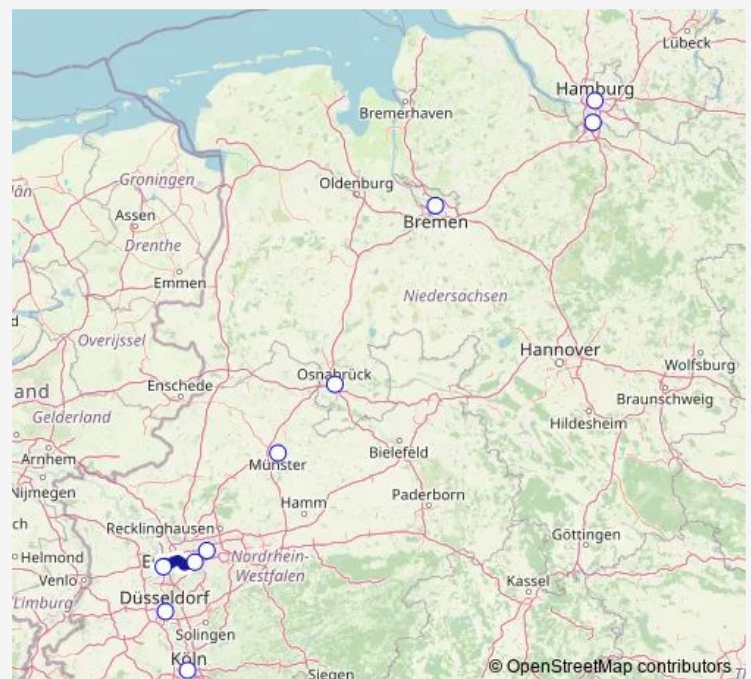 Lübeck
Hamburg
Bremerhaven
Groningen
Oldenburg
Assen
Bremen
Drenthe
Emmen
Niedersachsen
Overijssel
Hannover
Osnabrück
Wolfsburg
Enschede
Braunschweig
Gelderland
Hildesheim
Bielefeld
Arnhem
Münster
Paderborn
Nijmegen
Hamm
Recklinghausen
Göttingen
Helmond
Nordrhein-
Westfalen
Venlo
Kassel
Düsseldorf
Limburg
Solingen
Köln
Siegen
© OpenStreetMap contributors